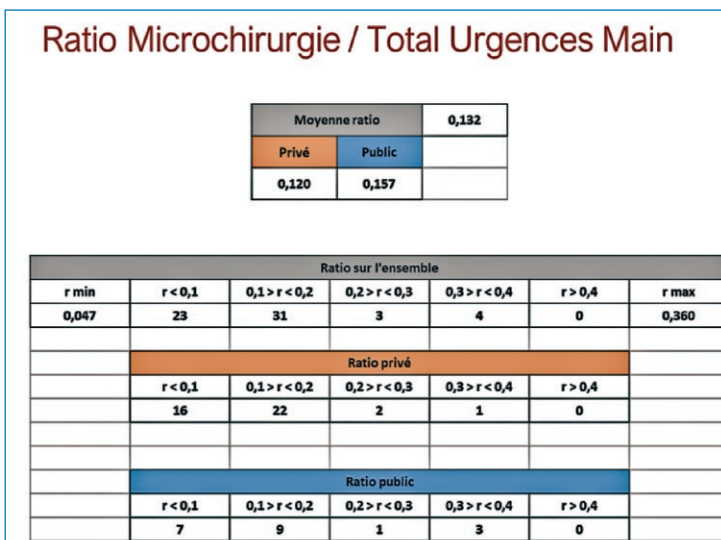 Ratio Microchirurgie / Total Urgences Main
Moyenne ratio 0,132
Privé Public
0,120 0,157
Ratio sur l'ensemble
r min r < 0,1 0,1 > r < 0,2 0,2 > r < 0,3 0,3 > r < 0,4 r > 0,4 r max
0,047 23 31 3 4 0 0,360
Ratio privé
r < 0,1 0,1 > r < 0,2 0,2 > r < 0,3 0,3 > r < 0,4 r > 0,4
16 22 2 1 0
Ratio public
r < 0,1 0,1 > r < 0,2 0,2 > r < 0,3 0,3 > r < 0,4 r > 0,4
7 9 1 3 0